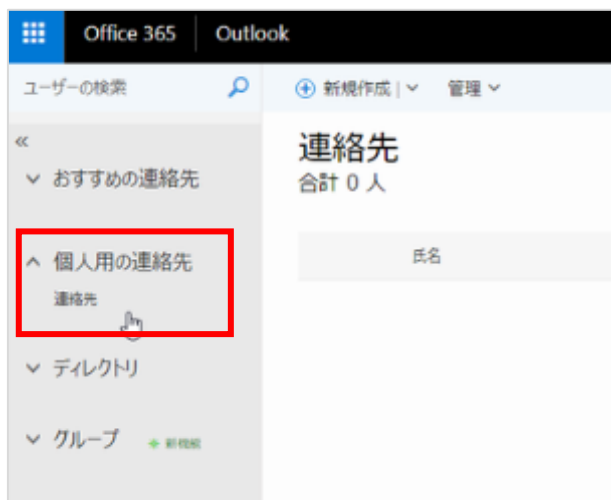 Office 365 Outlook
ユーザーの検索
新規作成 | 管理
連絡先
合計 0 人
おすすめの連絡先
氏名
個人用の連絡先
連絡先
ディレクトリ
グループ